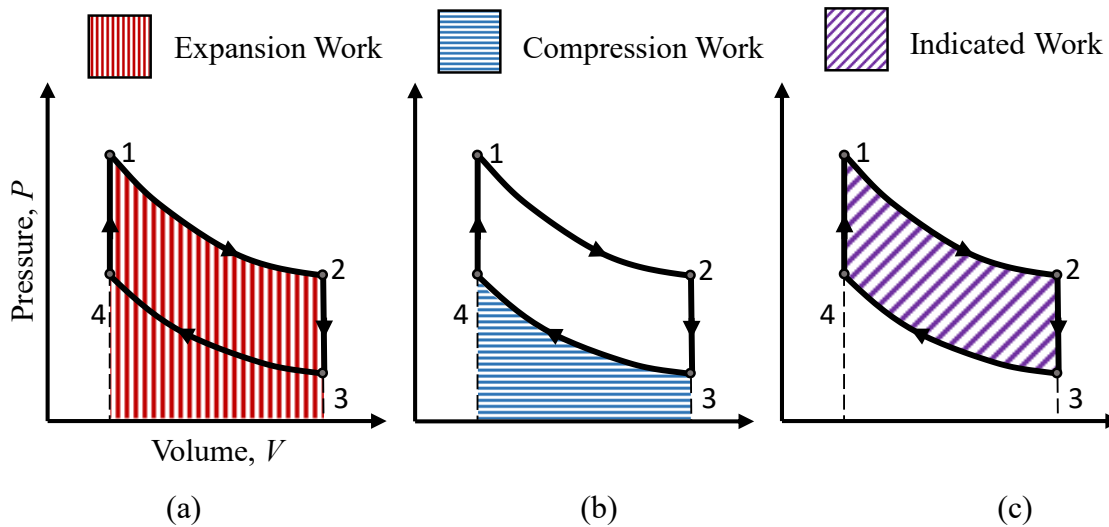 Expansion Work
Compression Work
Indicated Work
Pressure, P
1
2
3
4
Volume, V
1
2
3
4
1
2
3
4
(a)
(b)
(c)